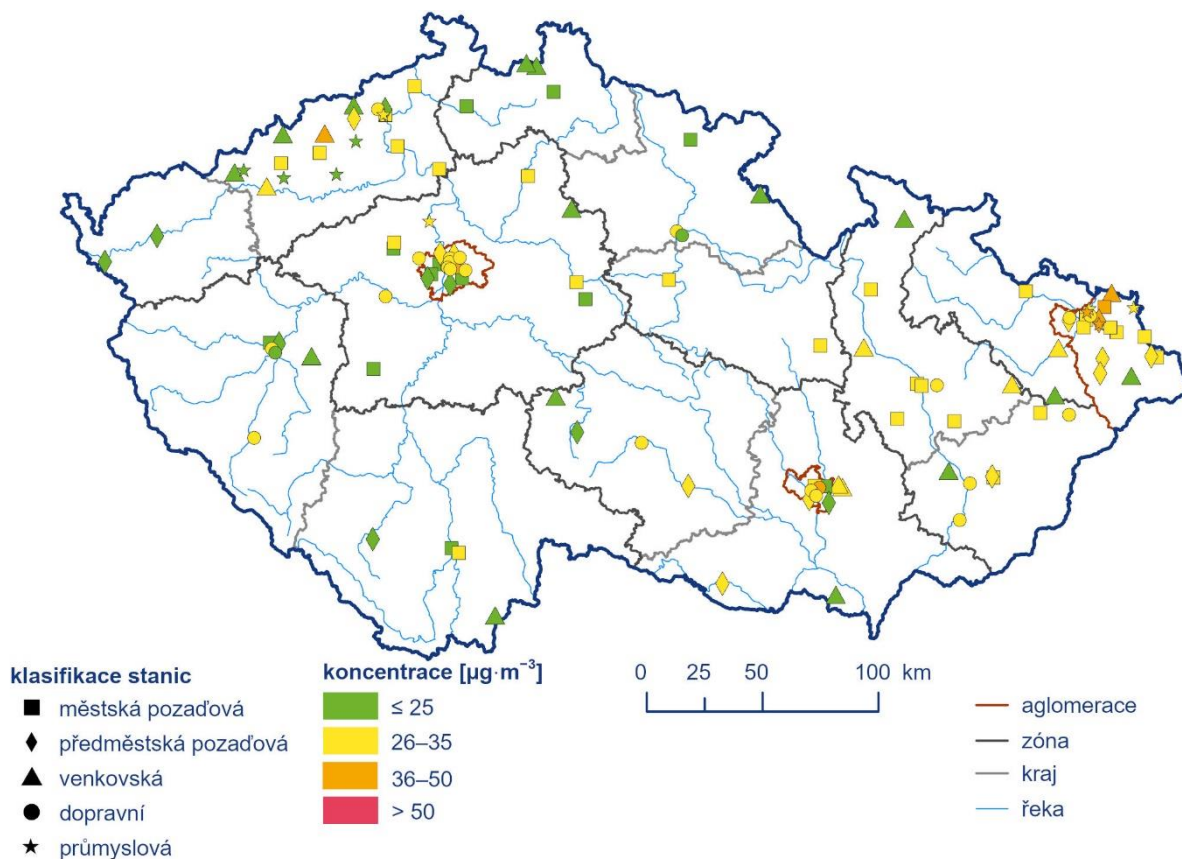 klasifikace stanic
městská pozaďová
předměstská pozaďová
venkovská
dopravní
průmyslová
koncentrace [µg·m⁻³]
≤ 25
26–35
36–50
> 50
0 25 50 100 km
aglomerace
zóna
kraj
řeka